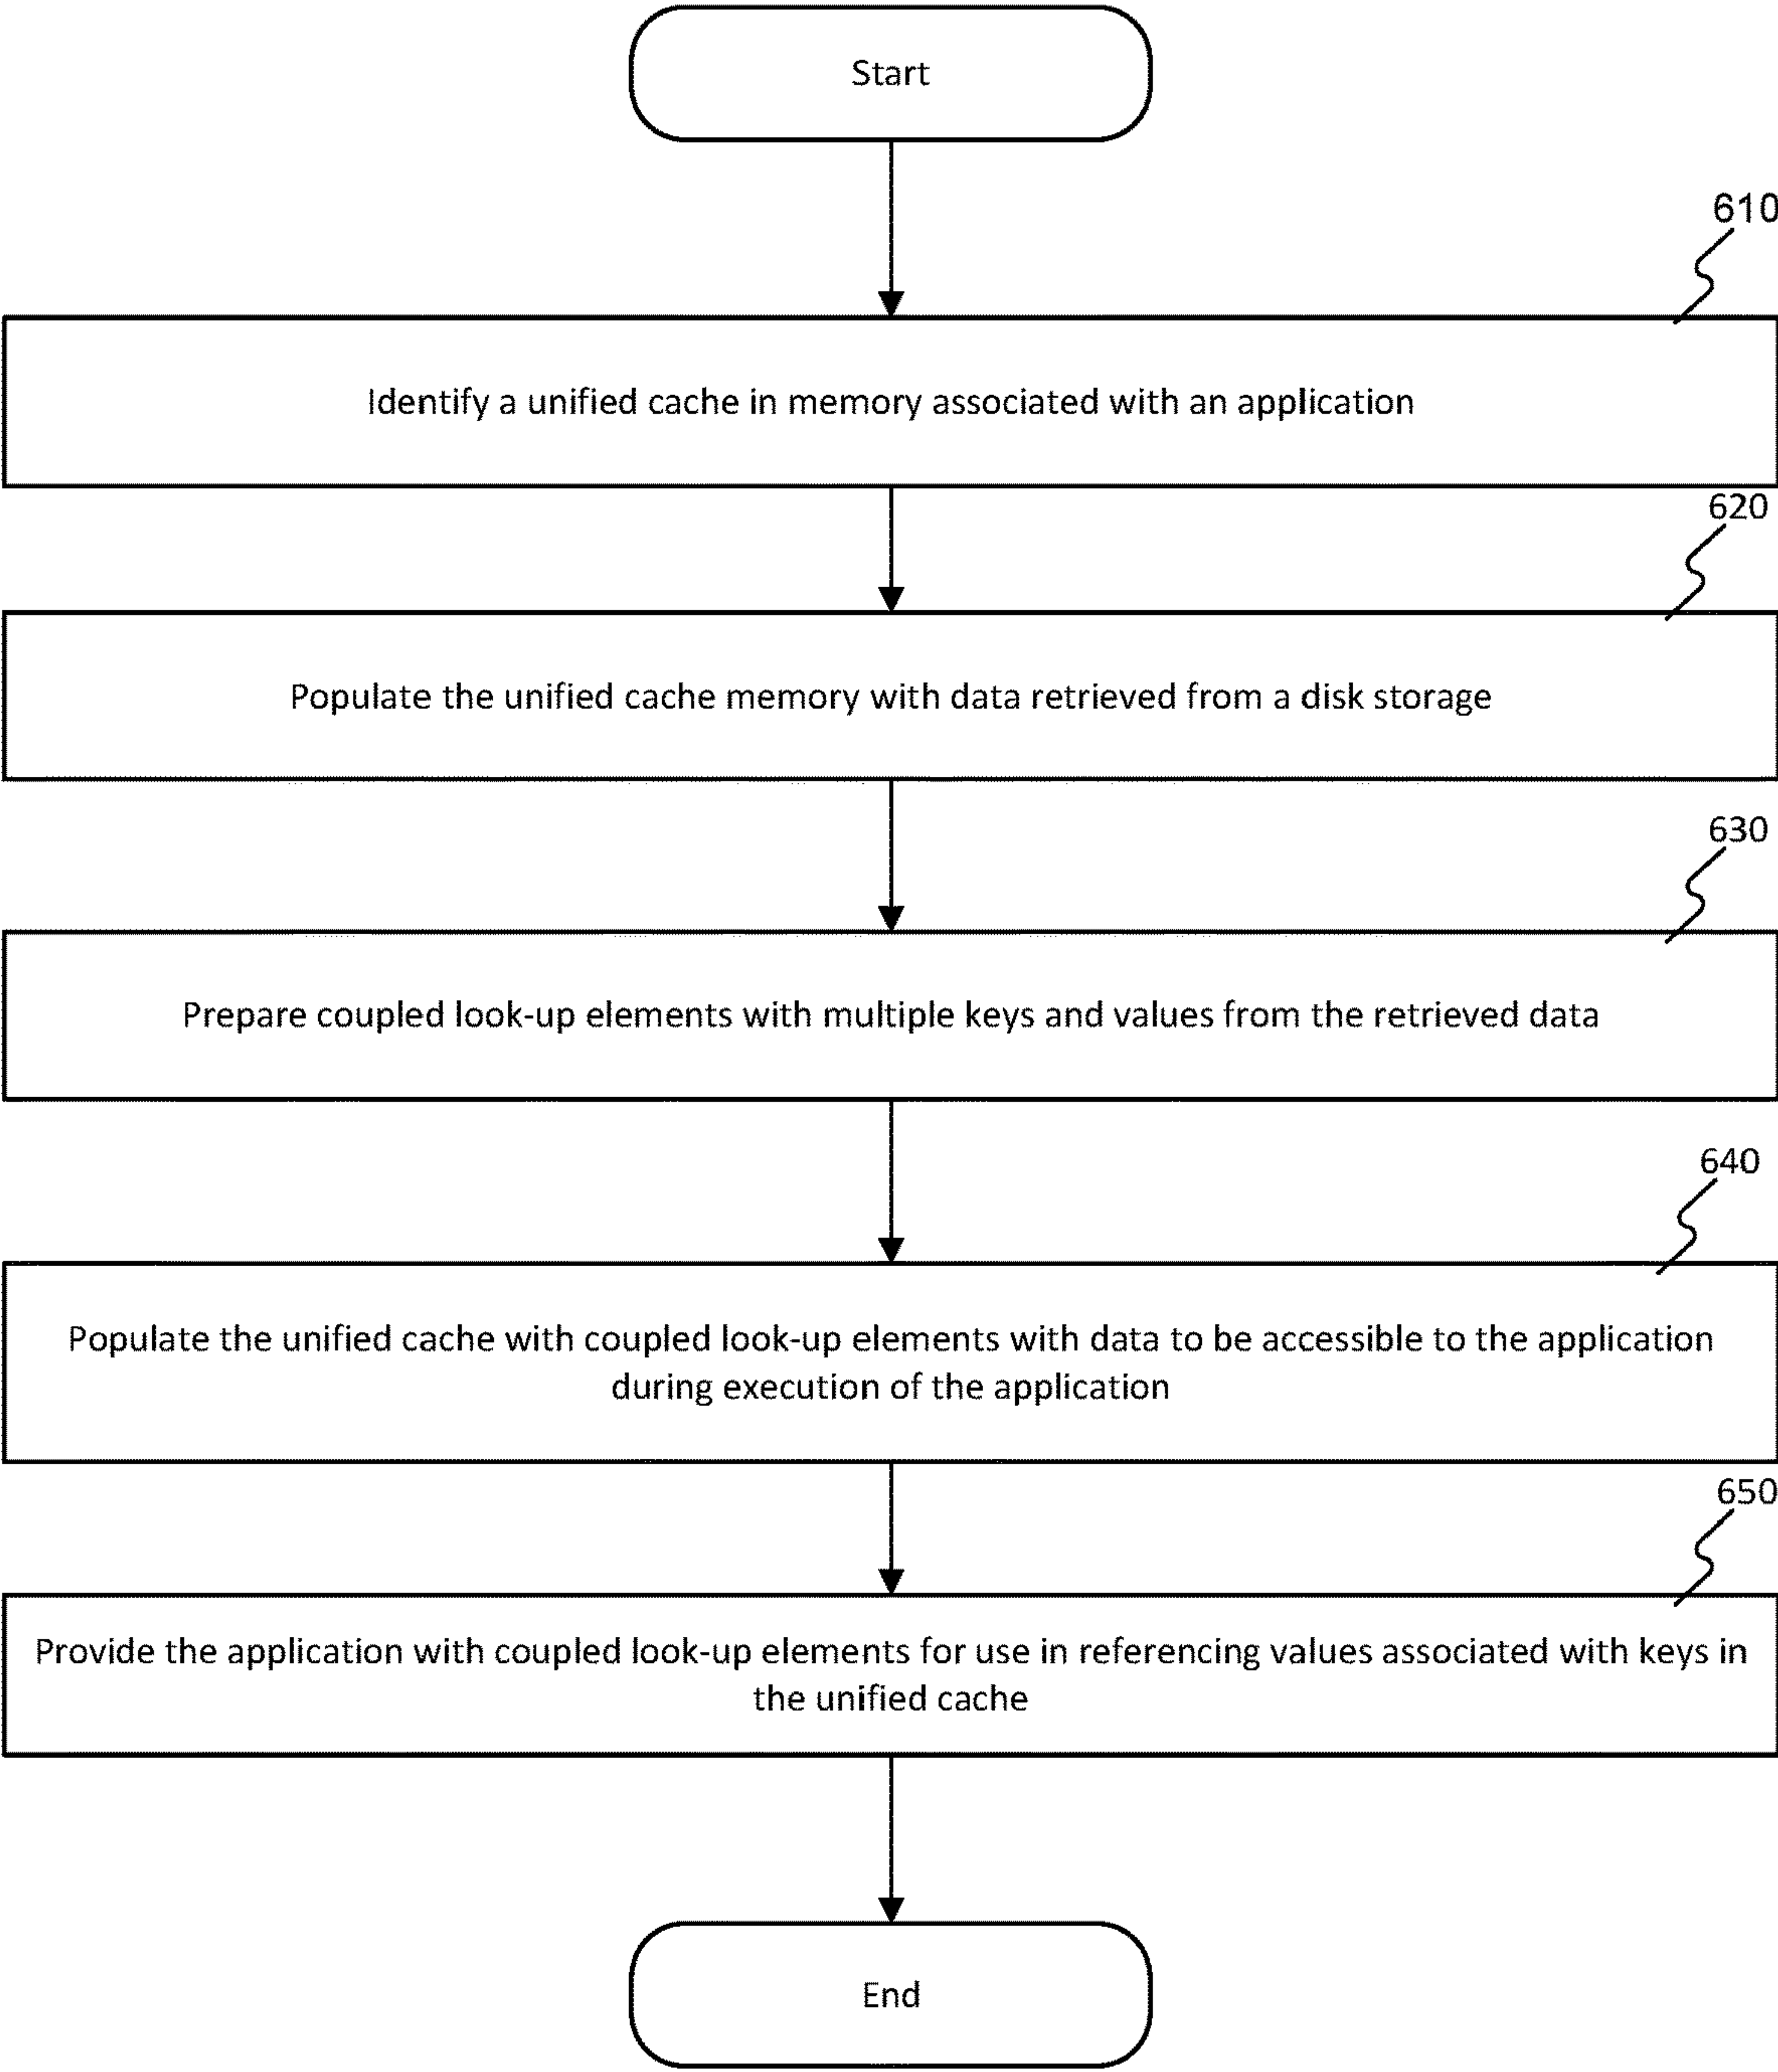 Start
610
Identify a unified cache in memory associated with an application
620
Populate the unified cache memory with data retrieved from a disk storage
630
Prepare coupled look-up elements with multiple keys and values from the retrieved data
640
Populate the unified cache with coupled look-up elements with data to be accessible to the application
during execution of the application
650
Provide the application with coupled look-up elements for use in referencing values associated with keys in
the unified cache
End